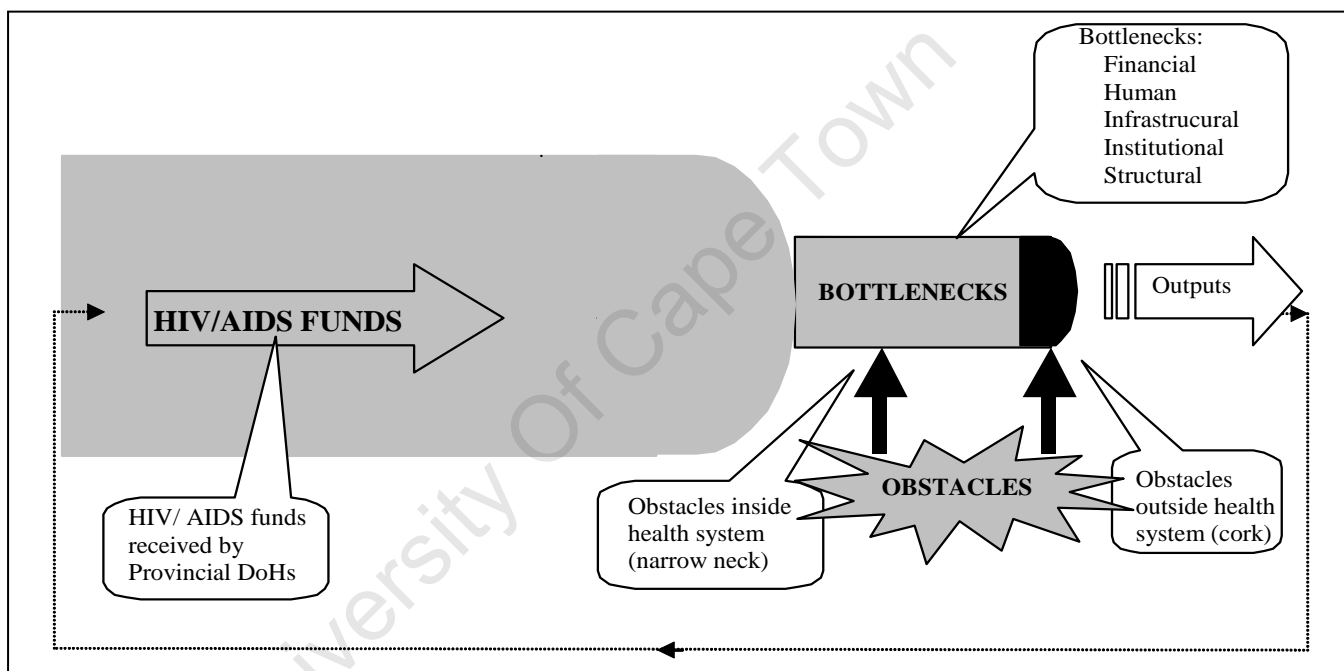 Bottlenecks:
Financial
Human
Infrastrucural
Institutional
Structural
HIV/AIDS FUNDS
BOTTLENECKS
Outputs
OBSTACLES
HIV/ AIDS funds
received by
Provincial DoHs
Obstacles inside
health system
(narrow neck)
Obstacles
outside health
system (cork)
iversity Of Cape Town